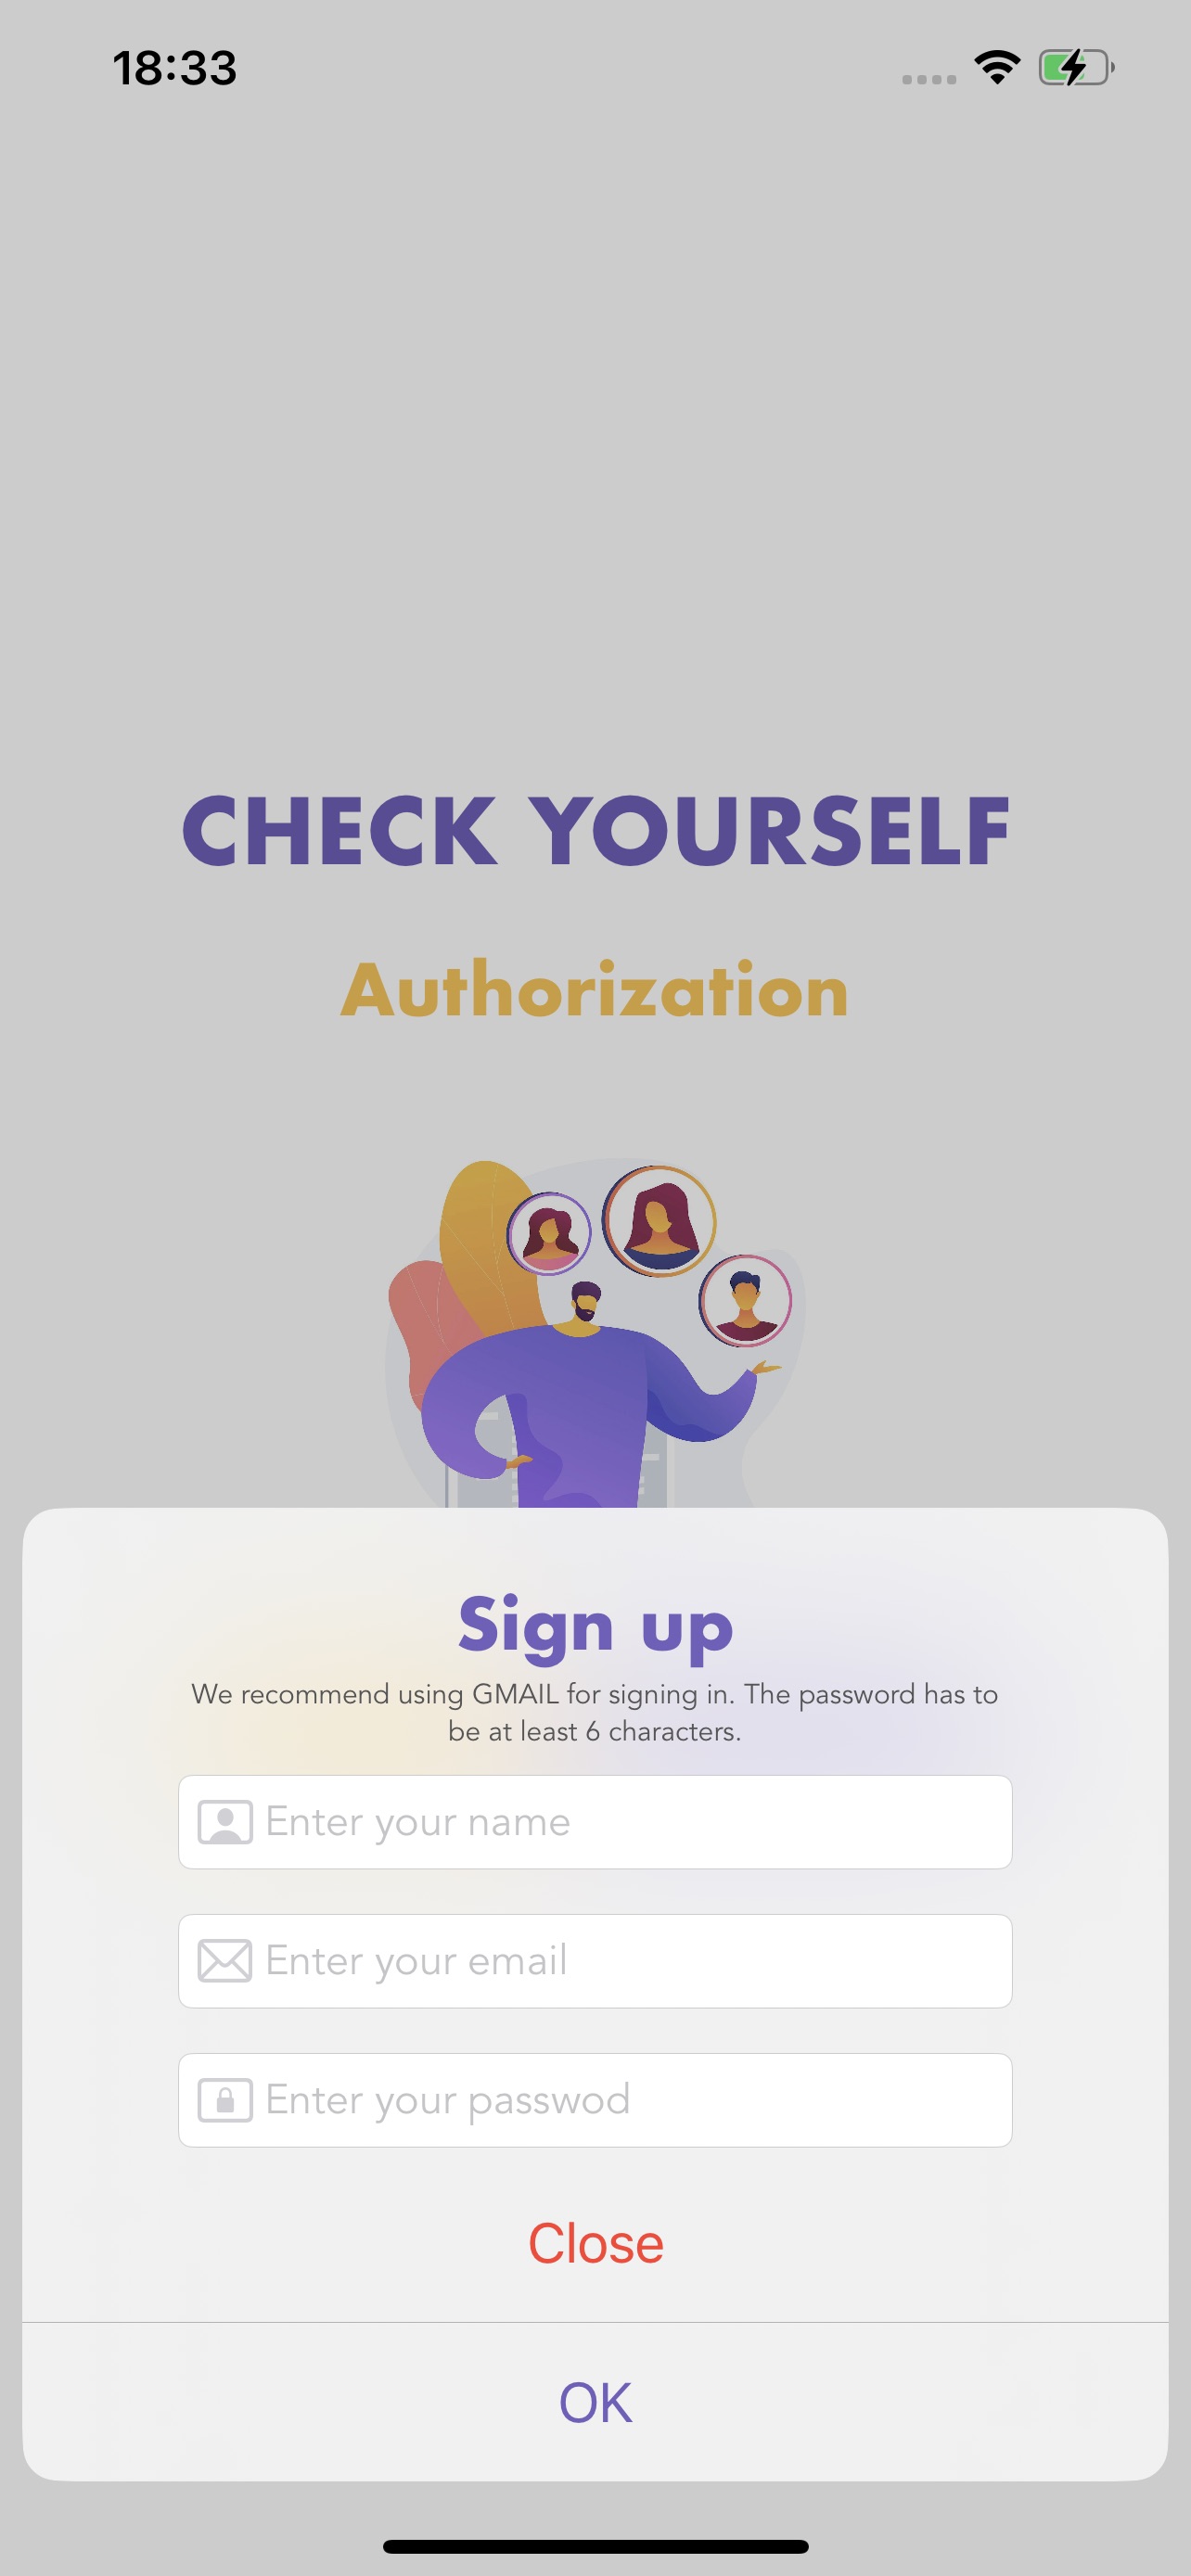 18:33
CHECK YOURSELF
Authorization
Sign up
We recommend using GMAIL for signing in. The password has to
be at least 6 characters.
Enter your name
Enter your email
Enter your passwod
Close
OK